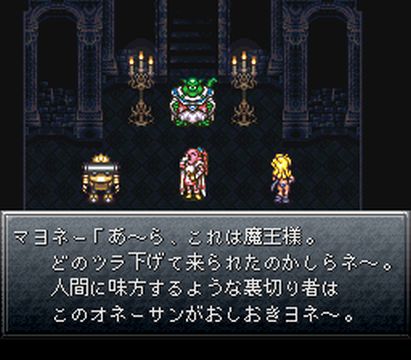 マヨネー「あ～ら、これは魔王様。
どのツラ下げて来られたのかしらネ～。
人間に味方するような裏切り者は
このオネーサンがおしおきヨネ～。